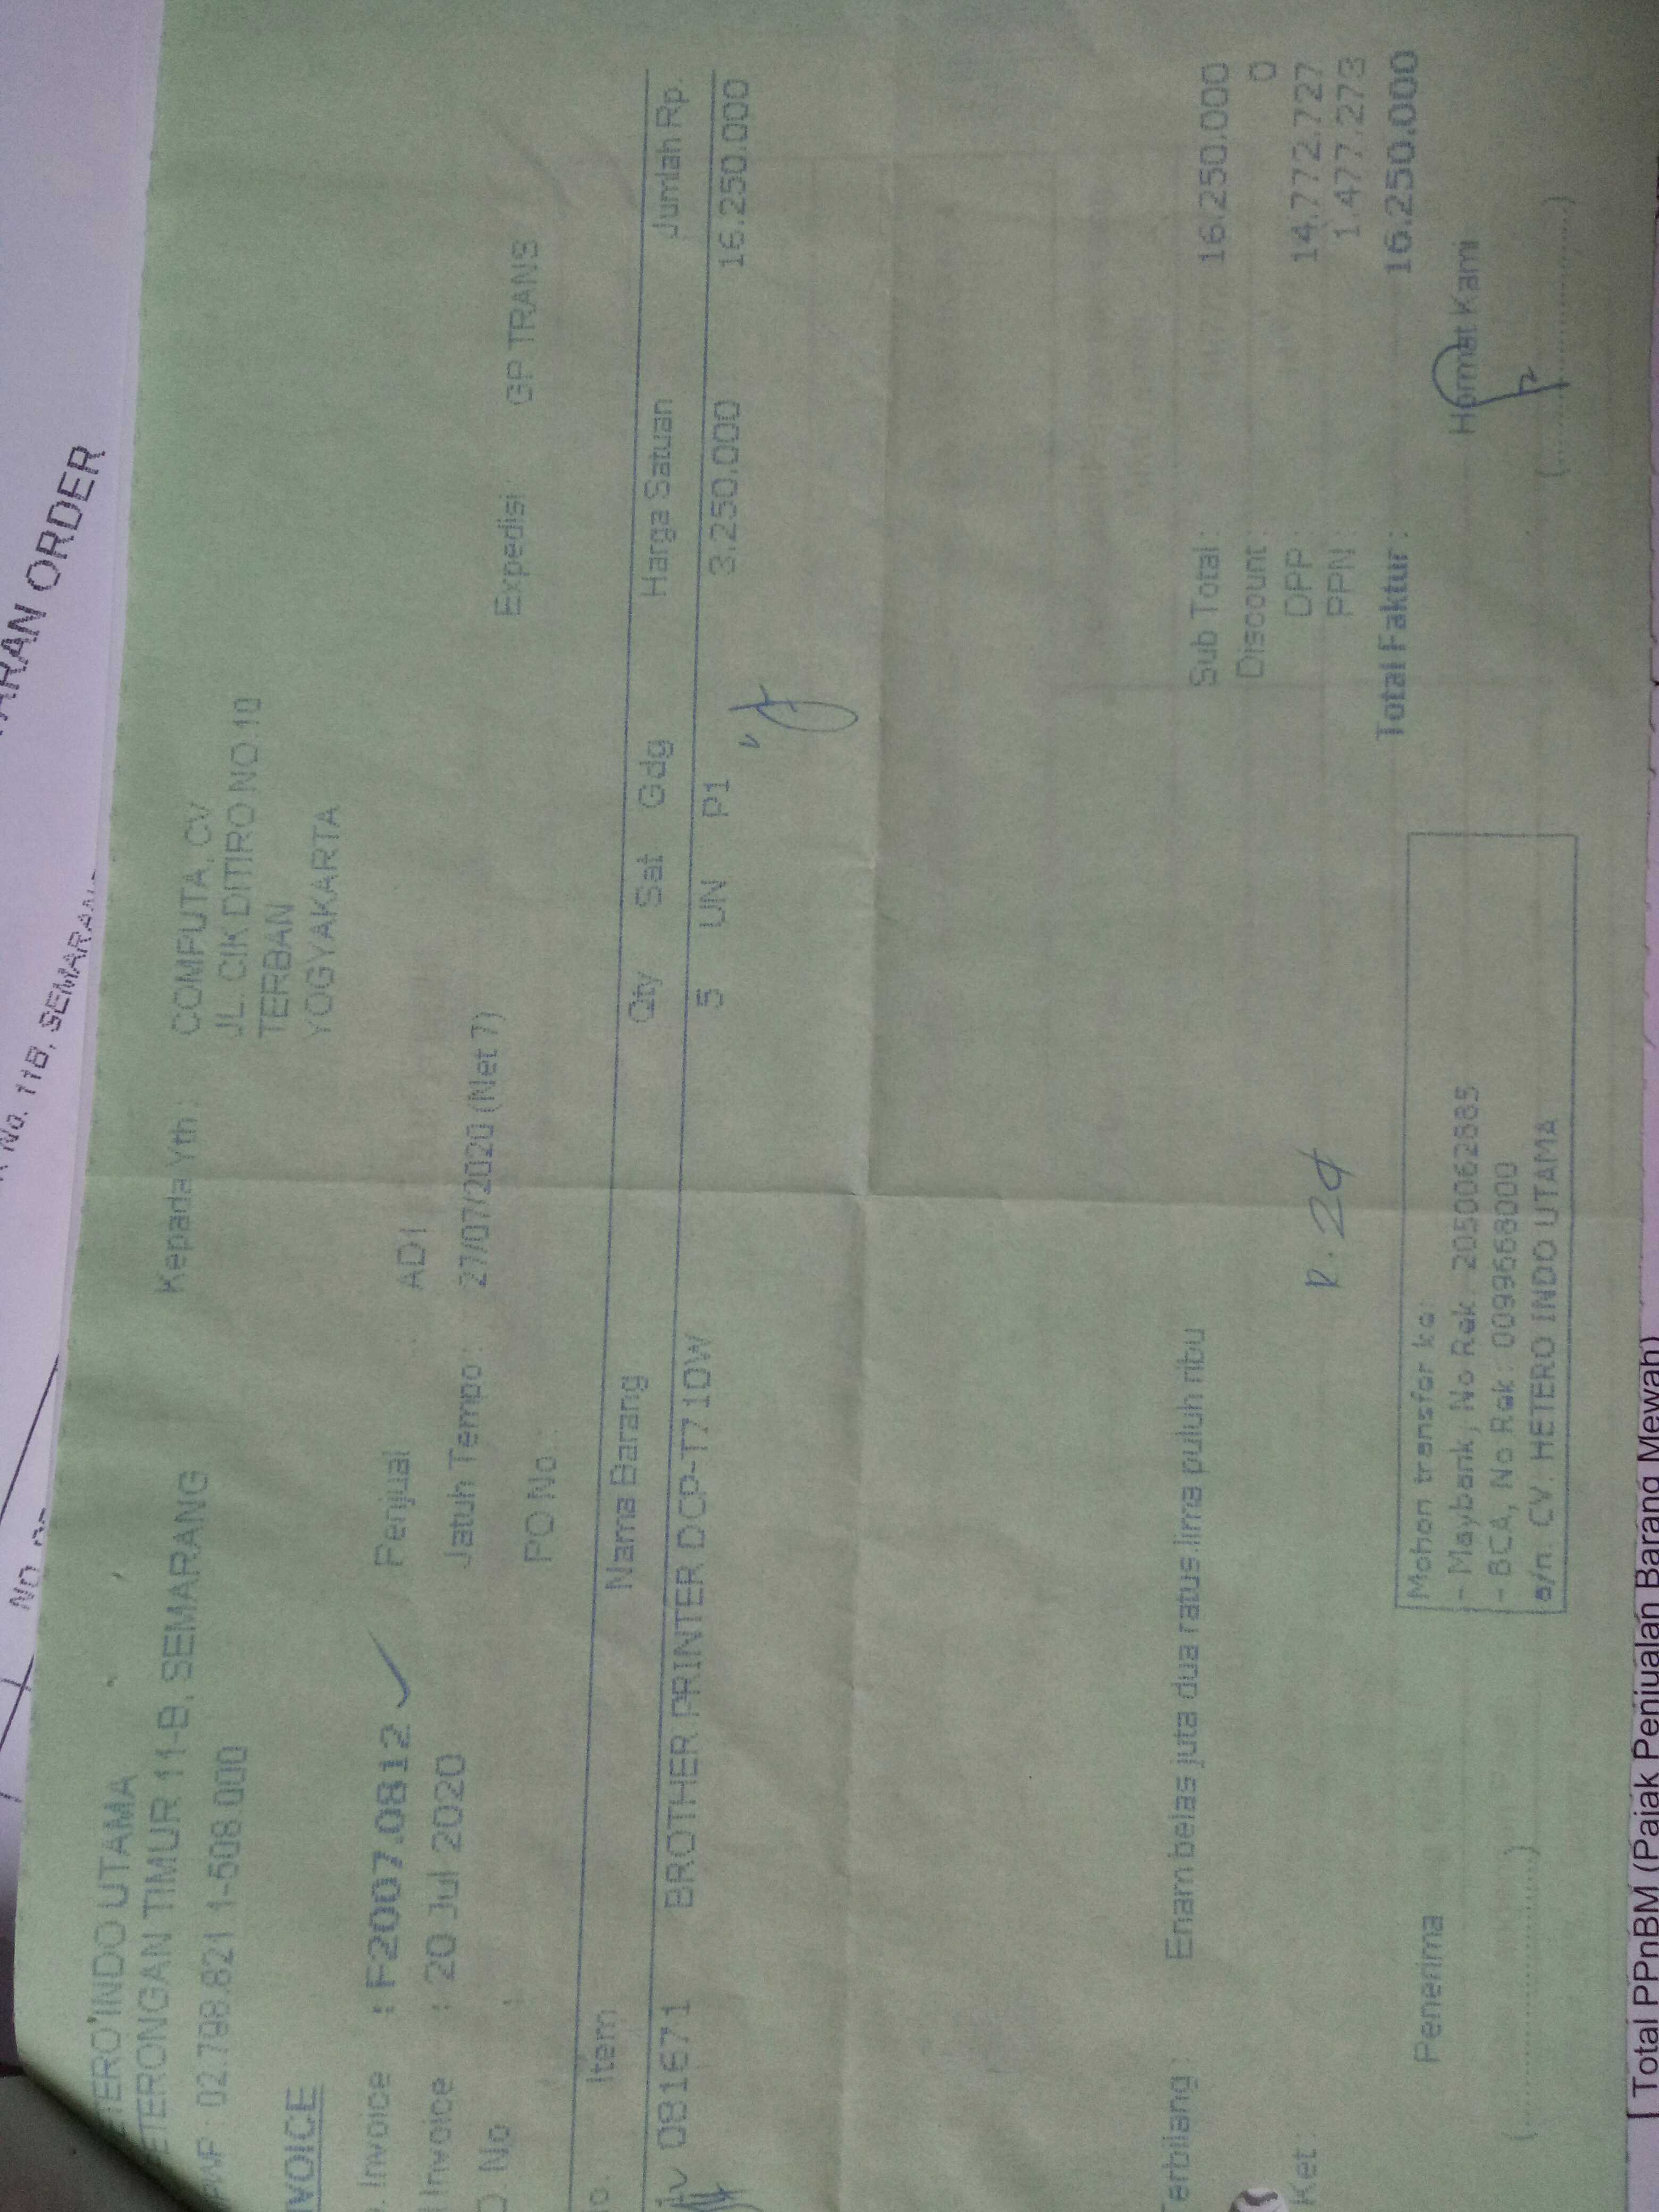 ARAN ORDER
No. 11B, SEMARANG
ETERO INDO UTAMA
ETERONGAN TIMUR 11-B, SEMARANG
: 02.798.821.1-508.000
Kepada Yth :
COMPUTA, CV
JL. CIK DITIRO NO.10
TERBAN
YOGYAKARTA
VOICE
Invoice : F2007.0812
Invoice : 20 Jul 2020
No :
Penjual : ADI
Jatuh Tempo : 27/07/2020 (Net 7)
PO No
Expedisi : GP TRANS
o. Item Nama Barang Qty Sat Gdg Harga Satuan Jumlah Rp.
1 081671 BROTHER PRINTER DCP-T710W 5 UN P1 3.250.000 16.250.000
Terbilang : Enam belas juta dua ratus lima puluh ribu
Ket :
Sub Total : 16.250.000
Discount : 0
DPP : 14.772.727
PPN : 1.477.273
Total Faktur : 16.250.000
Penerima
(....................)
Mohon transfer ke:
- Maybank, No Rek. 2050062885
- BCA, No Rek: 0099668000
a/n. CV. HETERO INDO UTAMA
Hormat Kami
(....................)
Total PPnBM (Pajak Penjualan Barang Mewah)